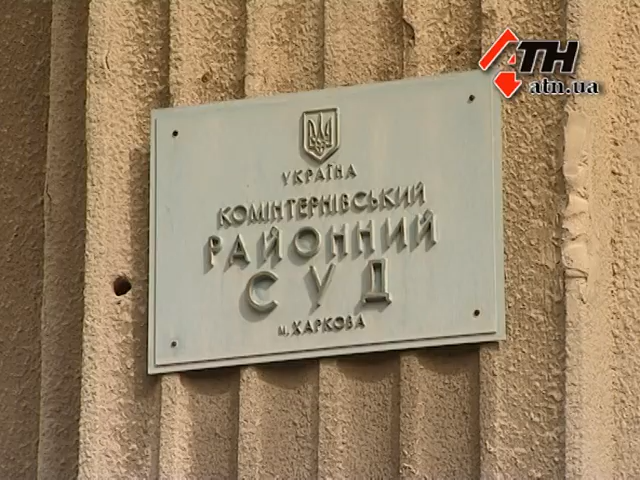 АТН
atn.ua
УКРАЇНА
КОМІНТЕРНІВСЬКИЙ
РАЙОННИЙ
СУД
м. ХАРКОВА